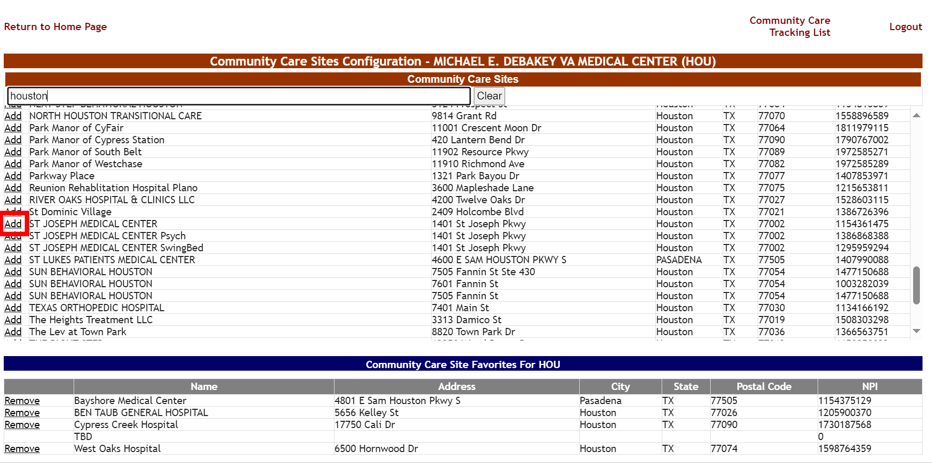 Return to Home Page
Community Care Tracking List
Logout
Community Care Sites Configuration - MICHAEL E. DEBAKEY VA MEDICAL CENTER (HOU)
Community Care Sites
houston Clear
Add NORTH HOUSTON TRANSITIONAL CARE 9814 Grant Rd Houston TX 77070 1558896589
Add Park Manor of CyFair 11001 Crescent Moon Dr Houston TX 77064 1811979115
Add Park Manor of Cypress Station 420 Lantern Bend Dr Houston TX 77090 1790767002
Add Park Manor of South Belt 11902 Resource Pkwy Houston TX 77089 1972585271
Add Park Manor of Westchase 11910 Richmond Ave Houston TX 77082 1972585289
Add Parkway Place 1321 Park Bayou Dr Houston TX 77077 1407853971
Add Reunion Rehablitation Hospital Plano 3600 Mapleshade Lane Houston TX 77075 1215653811
Add RIVER OAKS HOSPITAL & CLINICS LLC 4200 Twelve Oaks Dr Houston TX 77027 1528603115
Add St Dominic Village 2409 Holcombe Blvd Houston TX 77021 1386726396
Add ST JOSEPH MEDICAL CENTER 1401 St Joseph Pkwy Houston TX 77002 1154361475
Add ST JOSEPH MEDICAL CENTER Psych 1401 St Joseph Pkwy Houston TX 77002 1386868388
Add ST JOSEPH MEDICAL CENTER SwingBed 1401 St Joseph Pkwy Houston TX 77002 1295959294
Add ST LUKES PATIENTS MEDICAL CENTER 4600 E SAM HOUSTON PKWY S PASADENA TX 77505 1407990088
Add SUN BEHAVIORAL HOUSTON 7505 Fannin St Ste 430 Houston TX 77054 1477150688
Add SUN BEHAVIORAL HOUSTON 7601 Fannin St Houston TX 77054 1003282039
Add SUN BEHAVIORAL HOUSTON 7505 Fannin St Houston TX 77054 1477150688
Add TEXAS ORTHOPEDIC HOSPITAL 7401 Main St Houston TX 77030 1134166192
Add The Heights Treatment LLC 3313 Damico St Houston TX 77019 1508303298
Add The Lev at Town Park 8820 Town Park Dr Houston TX 77036 1366563751
Community Care Site Favorites For HOU
Name Address City State Postal Code NPI
Remove Bayshore Medical Center 4801 E Sam Houston Pkwy S Pasadena TX 77505 1154375129
Remove BEN TAUB GENERAL HOSPITAL 5656 Kelley St Houston TX 77026 1205900370
Remove Cypress Creek Hospital 17750 Cali Dr Houston TX 77090 1730187568
TBD 0
Remove West Oaks Hospital 6500 Hornwood Dr Houston TX 77074 1598764359